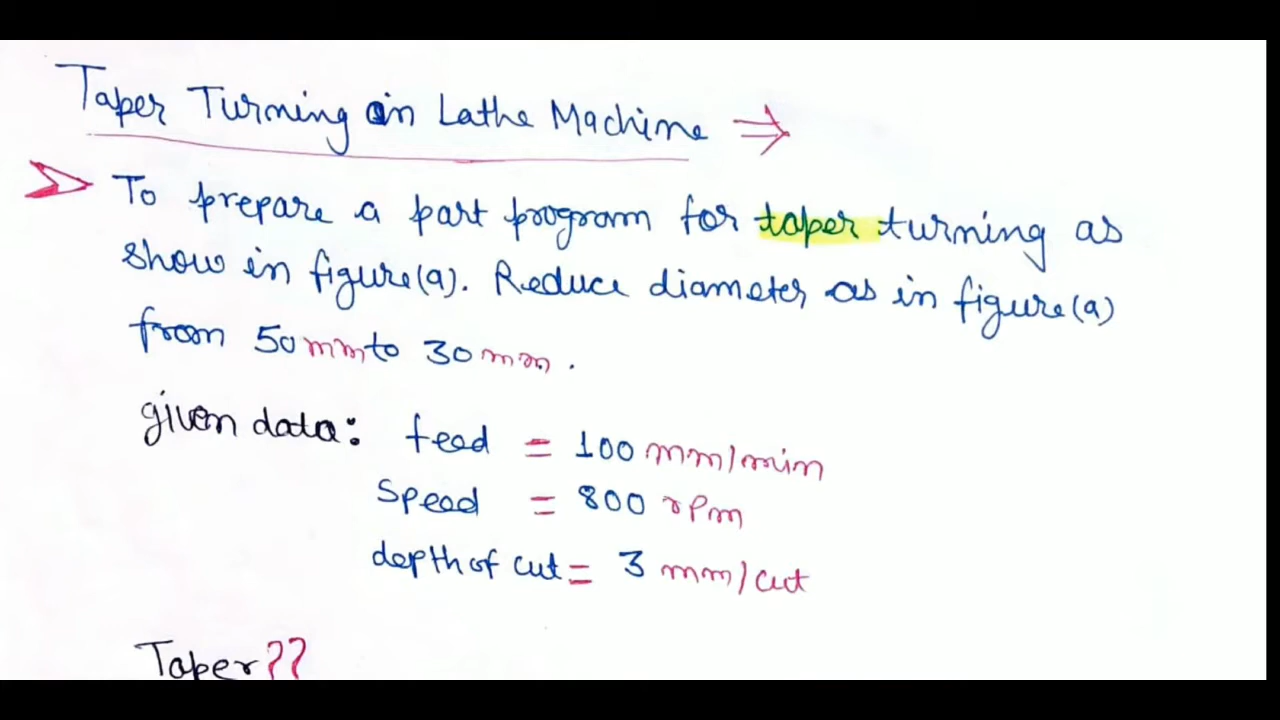 Taper Turning on Lathe Machine ⇒
To prepare a part program for taper turning as
show in figure(a). Reduce diameter as in figure(a)
from 50mm to 30mm.
given data: feed = 100 mm/min
Speed = 800 rpm
depth of cut = 3 mm/cut
Taper??